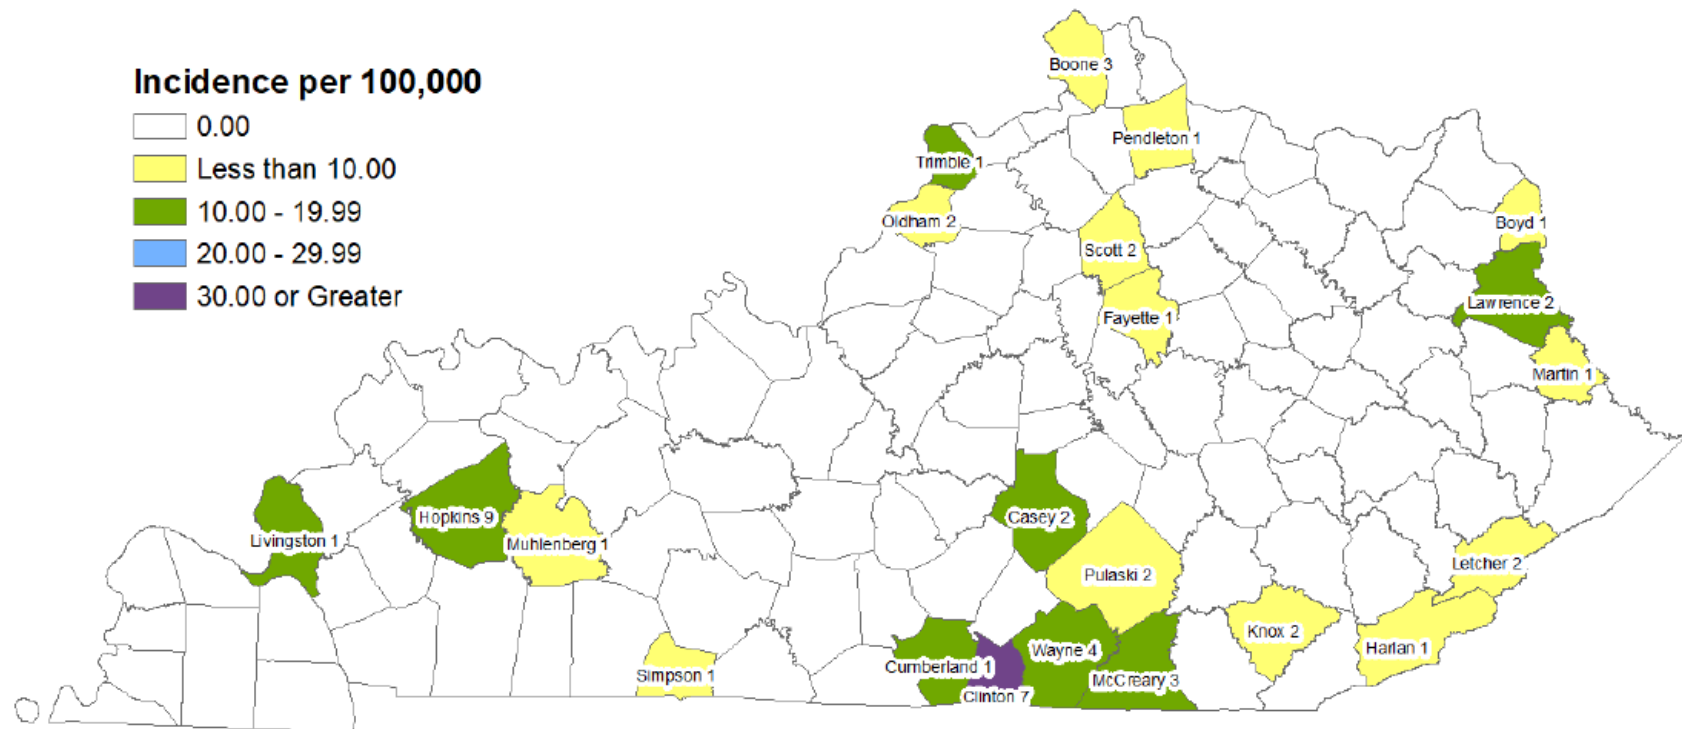 Incidence per 100,000
0.00
Less than 10.00
10.00 - 19.99
20.00 - 29.99
30.00 or Greater
Boone 3
Pendleton 1
Trimble 1
Oldham 2
Boyd 1
Scott 2
Lawrence 2
Fayette 1
Martin 1
Hopkins 9
Casey 2
Livingston 1
Muhlenberg 1
Letcher 2
Pulaski 2
Knox 2
Harlan 1
Wayne 4
Cumberland 1
Simpson 1
McCreary 3
Clinton 7